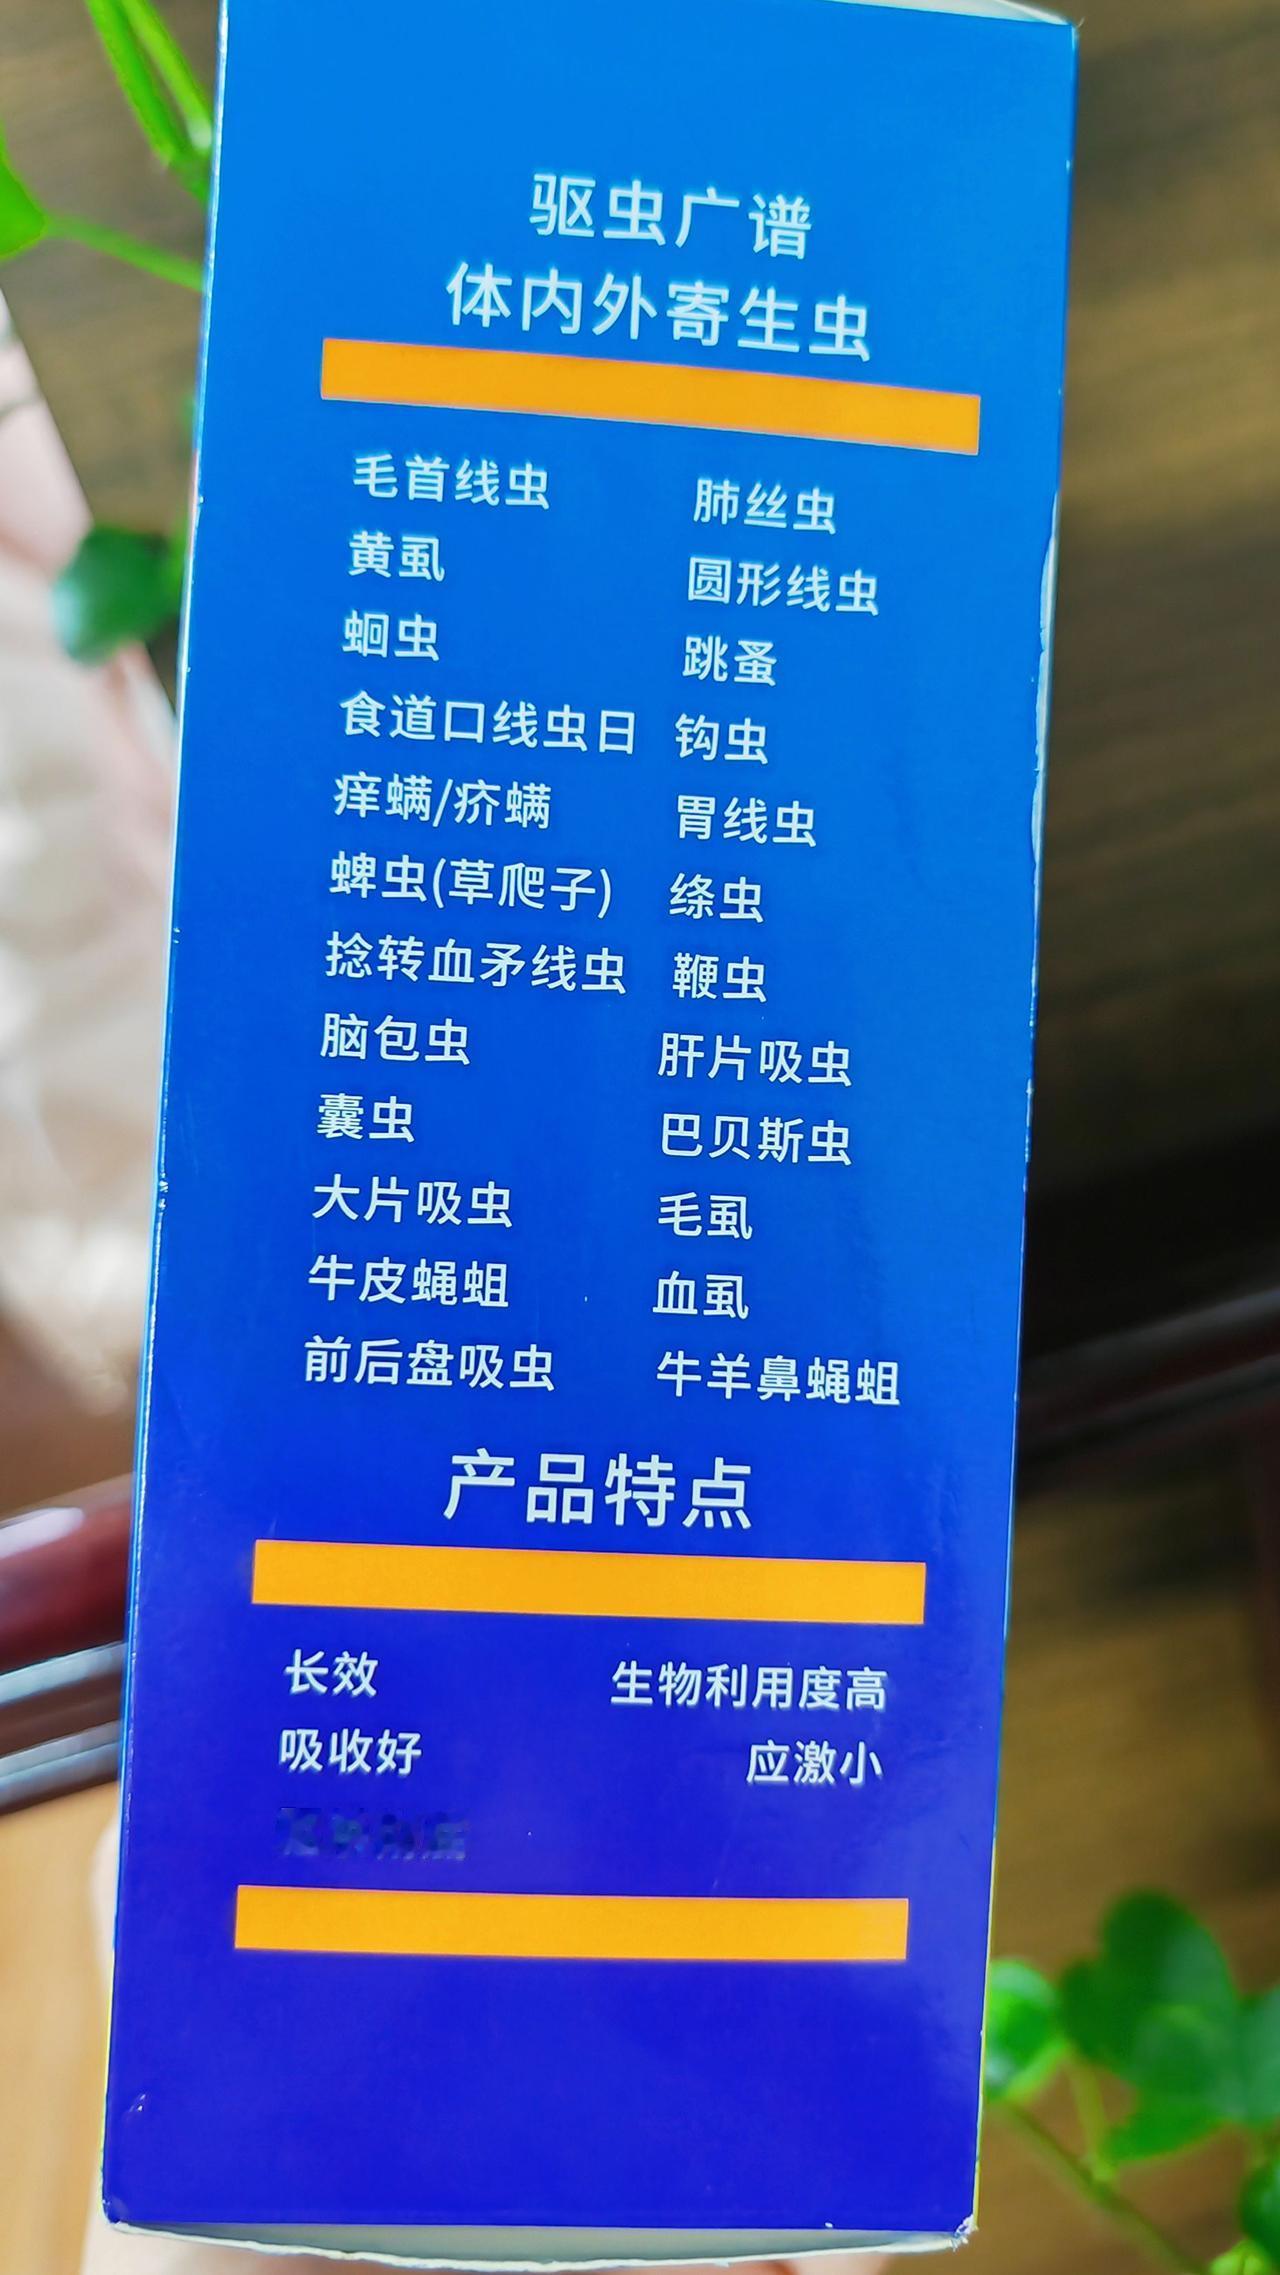 驱虫广谱
体内外寄生虫
毛首线虫 肺丝虫
黄虱 圆形线虫
蛔虫 跳蚤
食道口线虫日 钩虫
痒螨/疥螨 胃线虫
蜱虫(草爬子) 绦虫
捻转血矛线虫 鞭虫
脑包虫 肝片吸虫
囊虫 巴贝斯虫
大片吸虫 毛虱
牛皮蝇蛆 血虱
前后盘吸虫 牛羊鼻蝇蛆
产品特点
长效 生物利用度高
吸收好 应激小